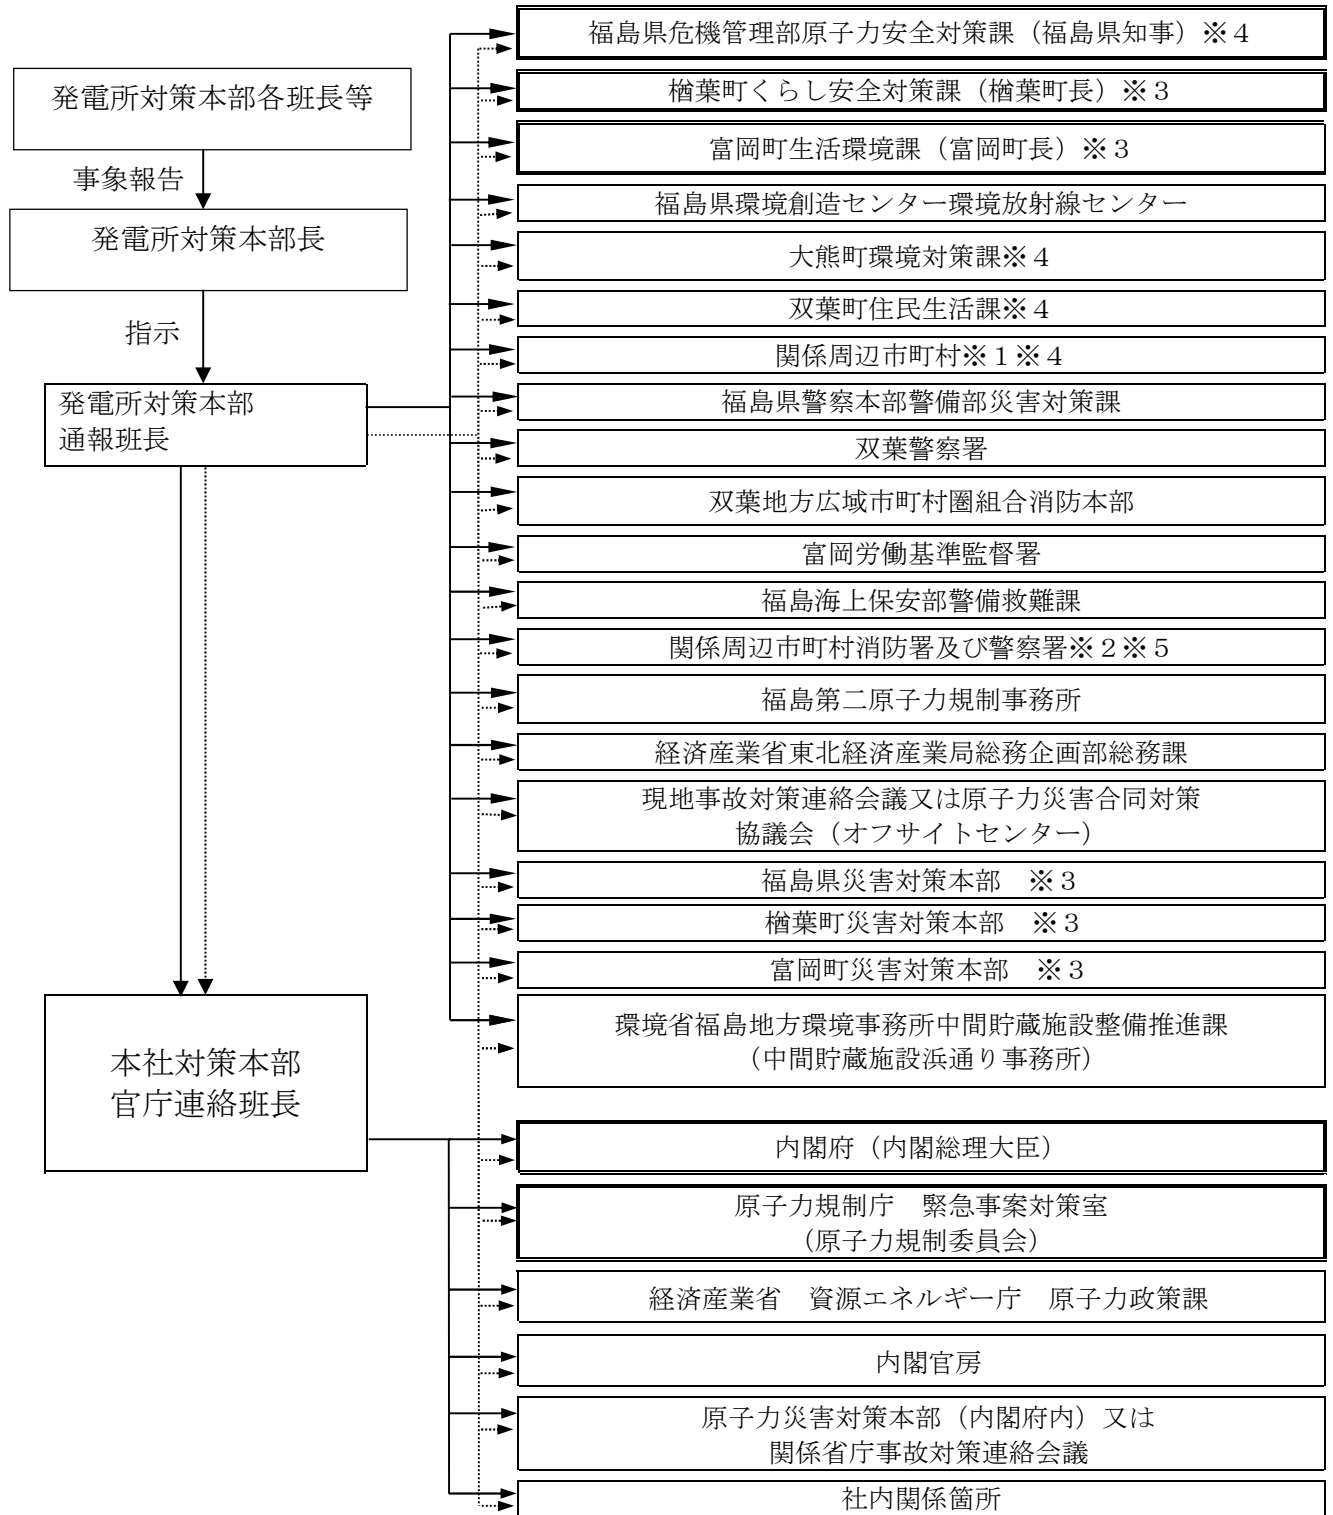 発電所対策本部各班長等
事象報告
発電所対策本部長
指示
発電所対策本部
通報班長
本社対策本部
官庁連絡班長
福島県危機管理部原子力安全対策課（福島県知事）※４
楢葉町くらし安全対策課（楢葉町長）※３
富岡町生活環境課（富岡町長）※３
福島県環境創造センター環境放射線センター
大熊町環境対策課※４
双葉町住民生活課※４
関係周辺市町村※１※４
福島県警察本部警備部災害対策課
双葉警察署
双葉地方広域市町村圏組合消防本部
富岡労働基準監督署
福島海上保安部警備救難課
関係周辺市町村消防署及び警察署※２※５
福島第二原子力規制事務所
経済産業省東北経済産業局総務企画部総務課
現地事故対策連絡会議又は原子力災害合同対策
協議会（オフサイトセンター）
福島県災害対策本部　※３
楢葉町災害対策本部　※３
富岡町災害対策本部　※３
環境省福島地方環境事務所中間貯蔵施設整備推進課
（中間貯蔵施設浜通り事務所）
内閣府（内閣総理大臣）
原子力規制庁　緊急事案対策室
（原子力規制委員会）
経済産業省　資源エネルギー庁　原子力政策課
内閣官房
原子力災害対策本部（内閣府内）又は
関係省庁事故対策連絡会議
社内関係箇所